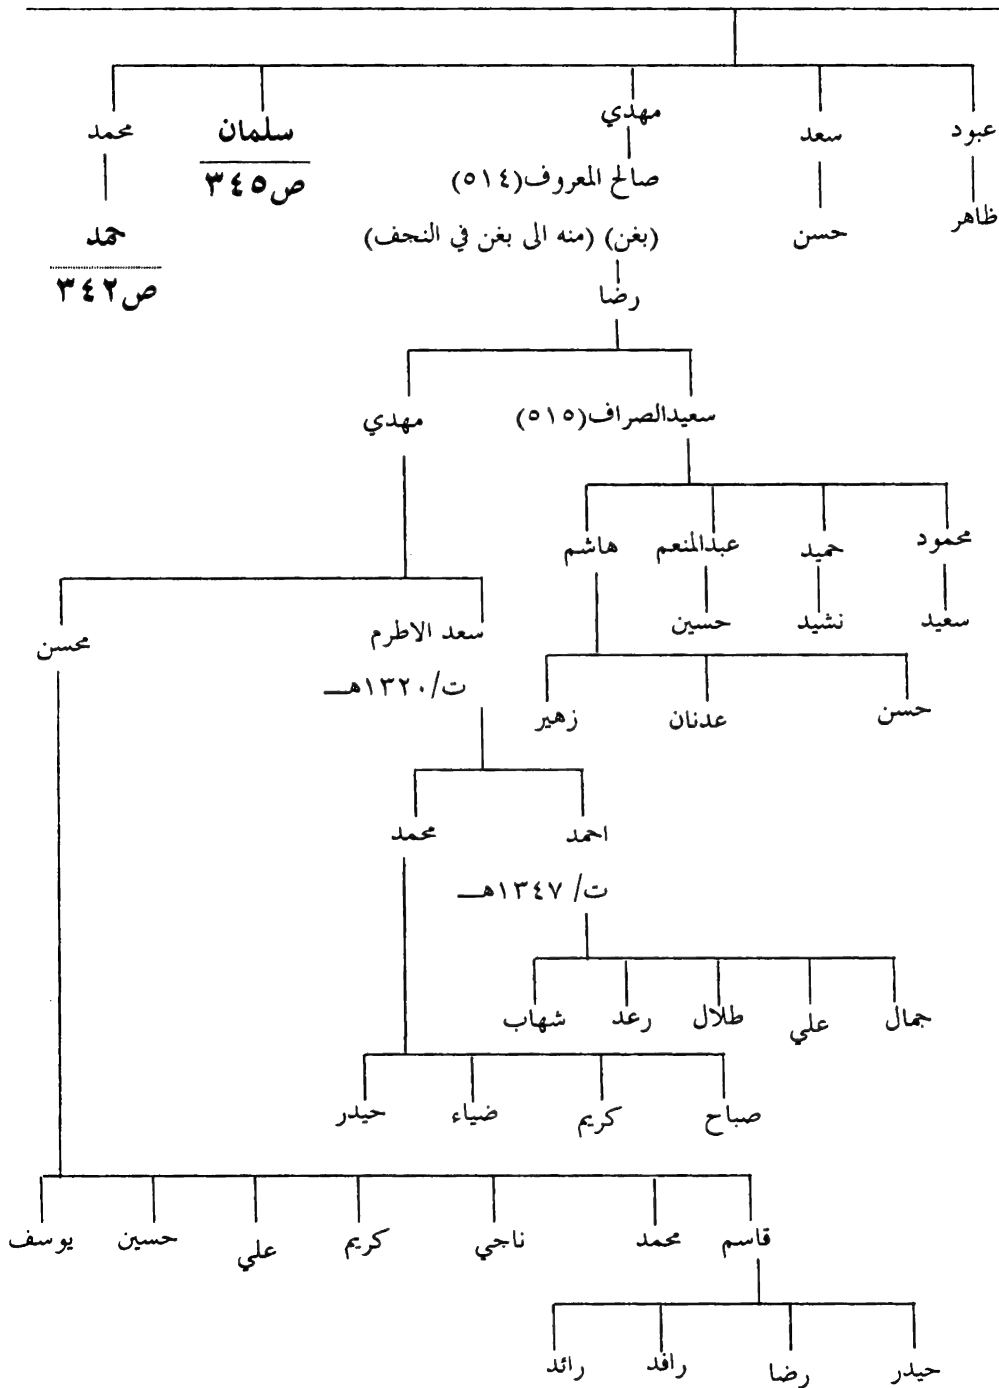 عبود سعد مهدي سلمان محمد
ظاهر حسن صالح المعروف(٥١٤) ص٣٤٥ حمد
(بغن) (منه الى بغن في النجف) ص٣٤٢
رضا
سعيدالصراف(٥١٥) مهدي
محمود حميد عبدالمنعم هاشم
سعيد نشيد حسين سعد الاطرم محسن
ت/١٣٢٠هـ
حسن عدنان زهير
احمد محمد
ت/ ١٣٤٧هـ
جمال علي طلال رعد شهاب
صباح كريم ضياء حيدر
قاسم محمد ناجي كريم علي حسين يوسف
حيدر رضا رافد رائد